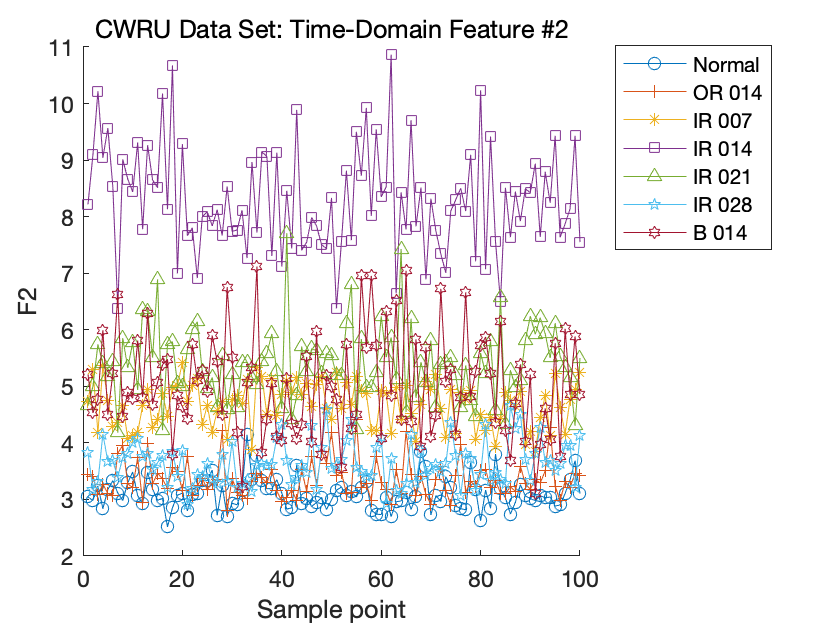 CWRU Data Set: Time-Domain Feature #2
11
10
9
8
7
6
5
4
3
2
F2
0
20
40
60
80
100
Sample point
Normal
OR 014
IR 007
IR 014
IR 021
IR 028
B 014